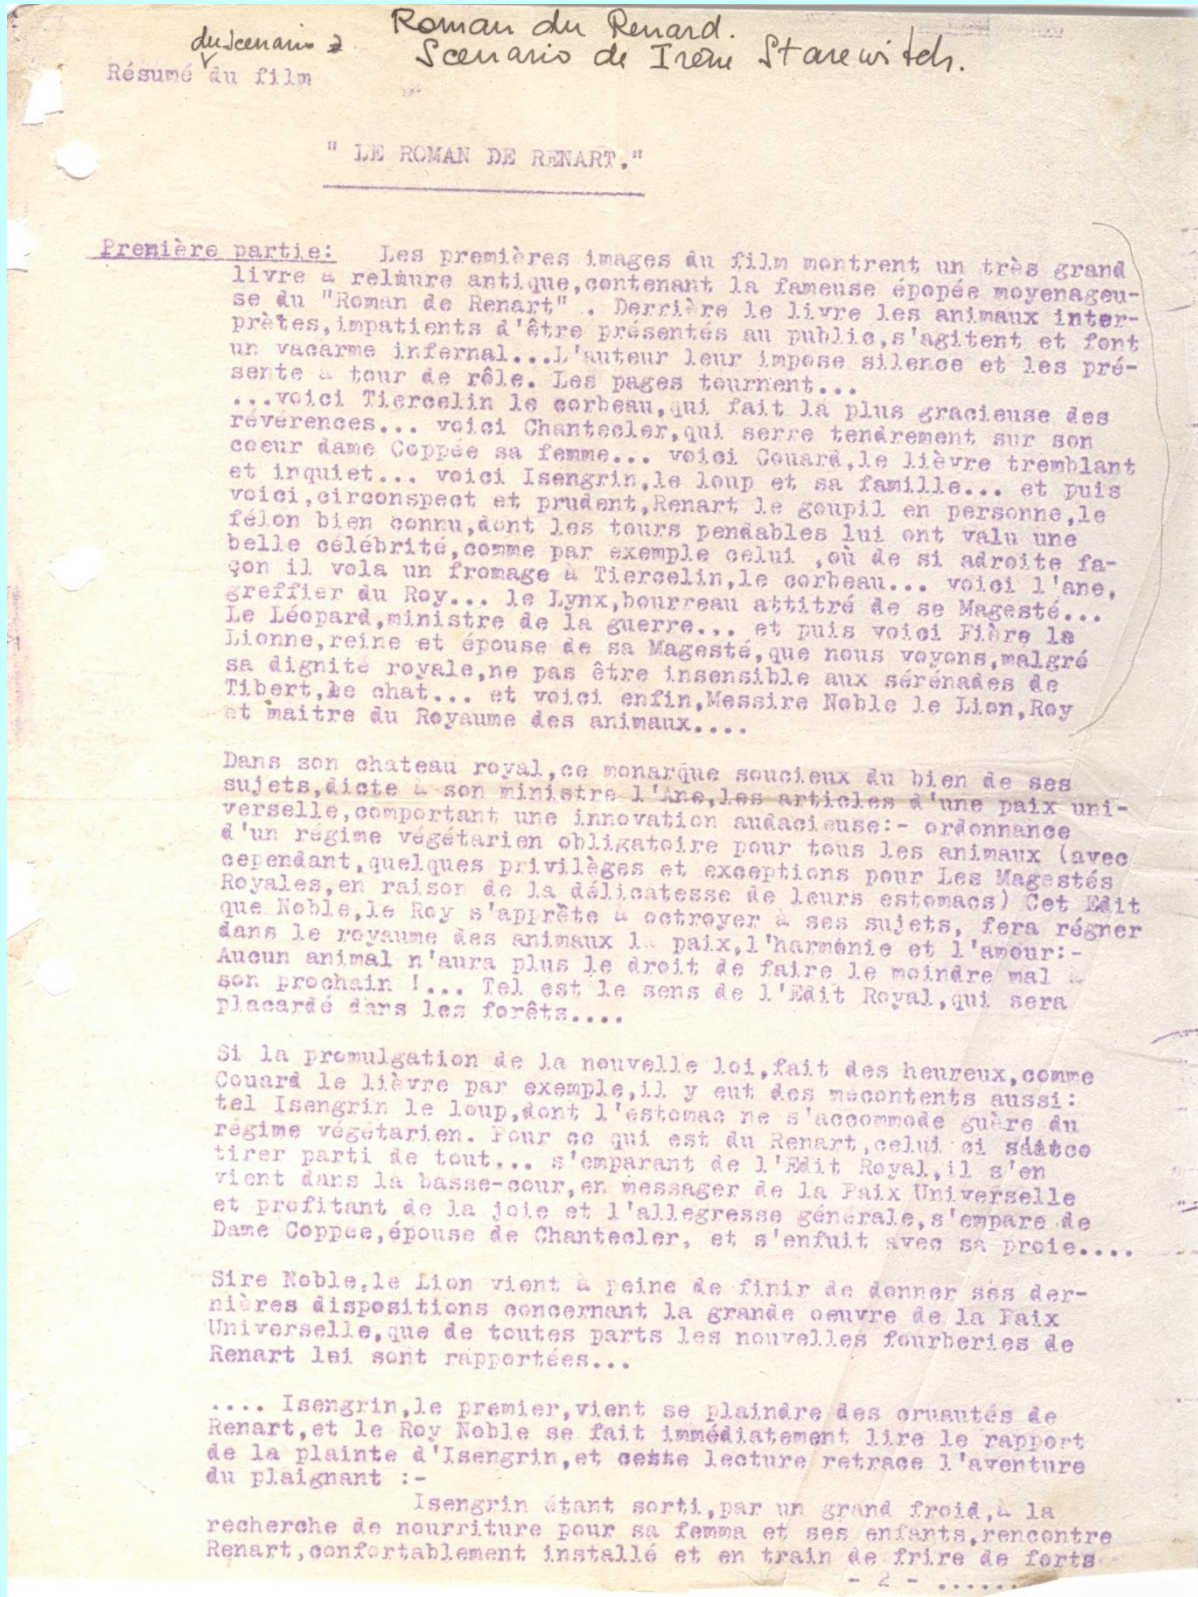 Roman du Renard.
du scenario
Scenario de Irène Starewitch.
Résumé du film
" LE ROMAN DE RENART."
Première partie: Les premières images du film montrent un très grand
livre à relmure antique,contenant la fameuse épopée moyenageu-
se du "Roman de Renart" . Derrière le livre les animaux inter-
prètes,impatients d'être présentés au public,s'agitent et font
un vacarme infernal...L'auteur leur impose silence et les pré-
sente à tour de rôle. Les pages tournent...
...voici Tiercelin le corbeau,qui fait la plus gracieuse des
révérences... voici Chantecler,qui serre tendrement sur son
coeur dame Coppée sa femme... voici Couard,le lièvre tremblant
et inquiet... voici Isengrin,le loup et sa famille... et puis
voici,circonspect et prudent,Renart le goupil en personne,le
félon bien connu,dont les tours pendables lui ont valu une
belle célébrité,comme par exemple celui ,où de si adroite fa-
çon il vola un fromage à Tiercelin,le corbeau... voici l'ane,
greffier du Roy... le Lynx,bourreau attitré de se Magesté...
Le Léopard,ministre de la guerre... et puis voici Fière la
Lionne,reine et épouse de sa Magesté,que nous voyons,malgré
sa dignité royale,ne pas être insensible aux sérénades de
Tibert,le chat... et voici enfin,Messire Noble le Lion,Roy
et maitre du Royaume des animaux....
Dans son chateau royal,ce monarque soucieux du bien de ses
sujets,dicte à son ministre l'Ane,les articles d'une paix uni-
verselle,comportant une innovation audacieuse:- ordonnance
d'un régime végétarien obligatoire pour tous les animaux (avec
cependant,quelques privilèges et exceptions pour Les Magestés
Royales,en raison de la délicatesse de leurs estomacs) Cet Edit
que Noble,le Roy s'apprête à octroyer à ses sujets, fera régner
dans le royaume des animaux la paix,l'harmonie et l'amour:-
Aucun animal n'aura plus le droit de faire le moindre mal à
son prochain !... Tel est le sens de l'Edit Royal,qui sera
placardé dans les forêts....
Si la promulgation de la nouvelle loi,fait des heureux,comme
Couard le lièvre par exemple,il y eut des mécontents aussi:
tel Isengrin le loup,dont l'estomac ne s'accommode guère du
régime végétarien. Pour ce qui est du Renart,celui ci
tirer parti de tout... s'emparant de l'Edit Royal,il s'en
vient dans la basse-cour,en messager de la Paix Universelle
et profitant de la joie et l'allegresse générale,s'empare de
Dame Coppee,épouse de Chantecler, et s'enfuit avec sa proie....
Sire Noble,le Lion vient à peine de finir de donner ses der-
nières dispositions concernant la grande oeuvre de la Paix
Universelle,que de toutes parts les nouvelles fourberies de
Renart lui sont rapportées...
.... Isengrin,le premier,vient se plaindre des cruautés de
Renart,et le Roy Noble se fait immédiatement lire le rapport
de la plainte d'Isengrin,et cette lecture retrace l'aventure
du plaignant :-
Isengrin étant sorti,par un grand froid,à la
recherche de nourriture pour sa femma et ses enfants,rencontre
Renart,confortablement installé et en train de frire de forts
- 2 - .......